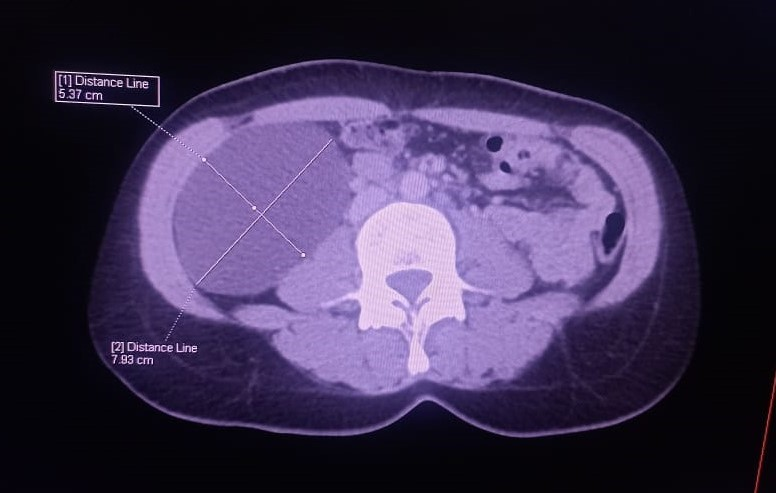 [1] Distance Line
5.37 cm
[2] Distance Line
7.93 cm